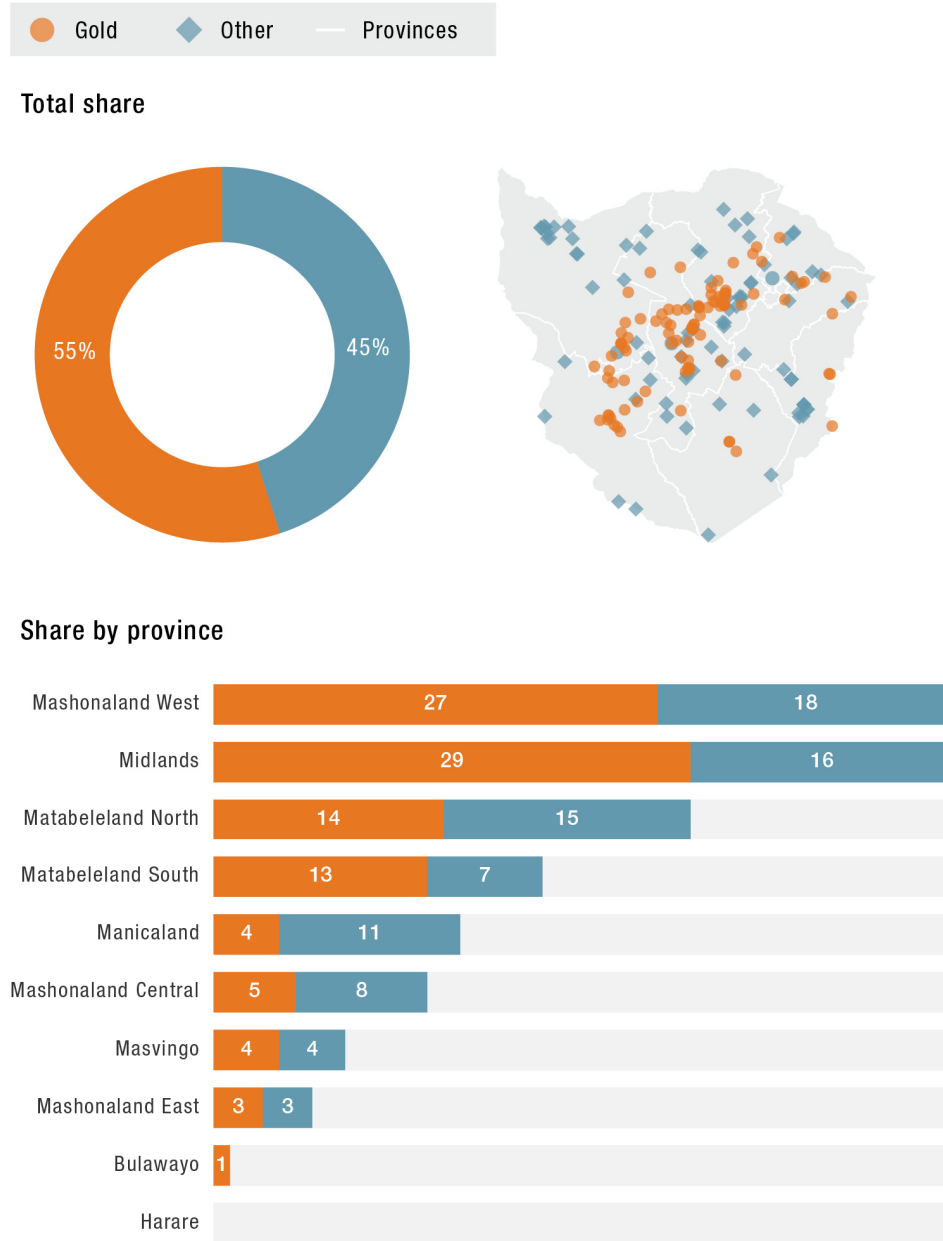 Gold Other Provinces
Total share
55% 45%
Share by province
Mashonaland West 27 18
Midlands 29 16
Matabeleland North 14 15
Matabeleland South 13 7
Manicaland 4 11
Mashonaland Central 5 8
Masvingo 4 4
Mashonaland East 3 3
Bulawayo 1
Harare